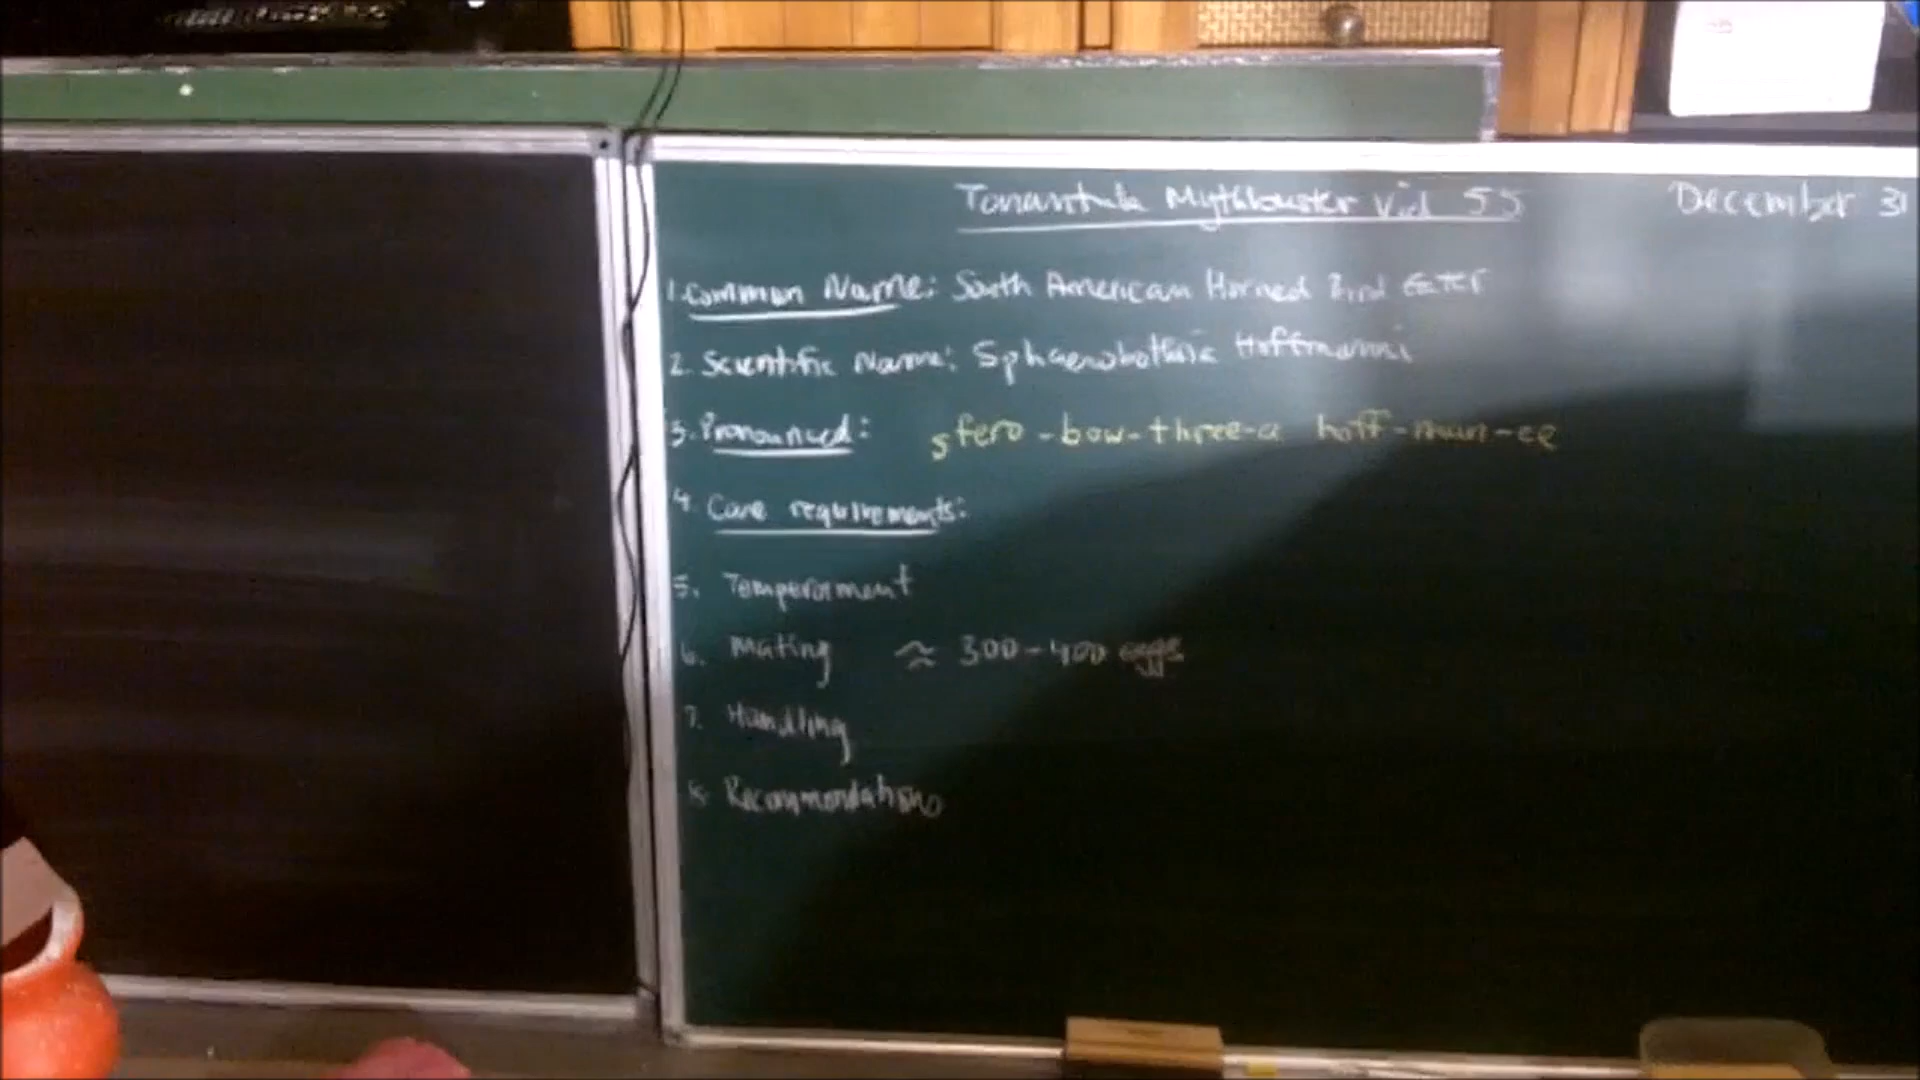 Tarantula Mythbuster Vid 55 December 31
1. Common Name: South American Horned Bird Eater
2. Scientific Name: Sphaerobothria Hoffmanni
3. Pronounced: sfero-bow-three-a hoff-man-ee
4. Care requirements:
5. Temperament
6. Mating ≈ 300-400 eggs
7. Handling
8. Recommendations